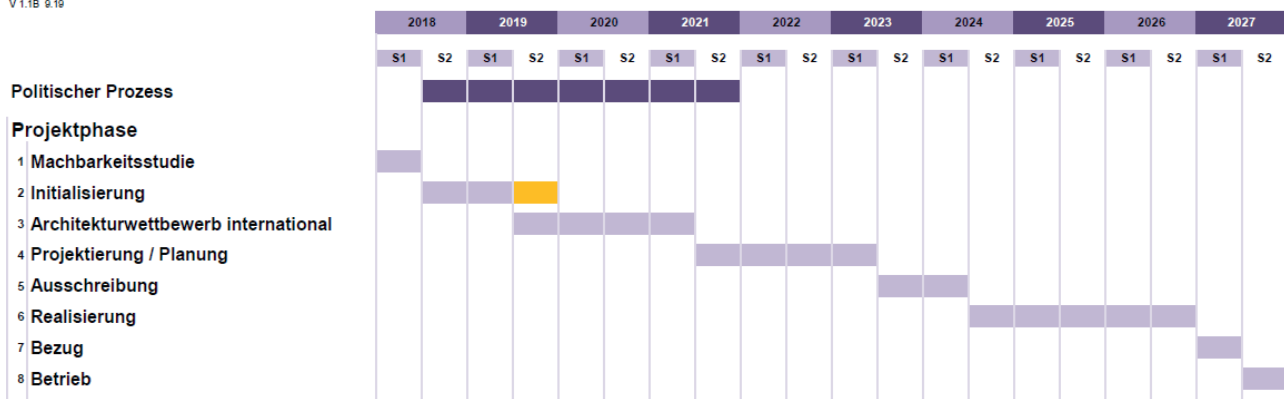 V 1.1B 9.19
2018 2019 2020 2021 2022 2023 2024 2025 2026 2027
S1 S2 S1 S2 S1 S2 S1 S2 S1 S2 S1 S2 S1 S2 S1 S2 S1 S2 S1 S2
Politischer Prozess
Projektphase
1 Machbarkeitsstudie
2 Initialisierung
3 Architekturwettbewerb international
4 Projektierung / Planung
5 Ausschreibung
6 Realisierung
7 Bezug
8 Betrieb